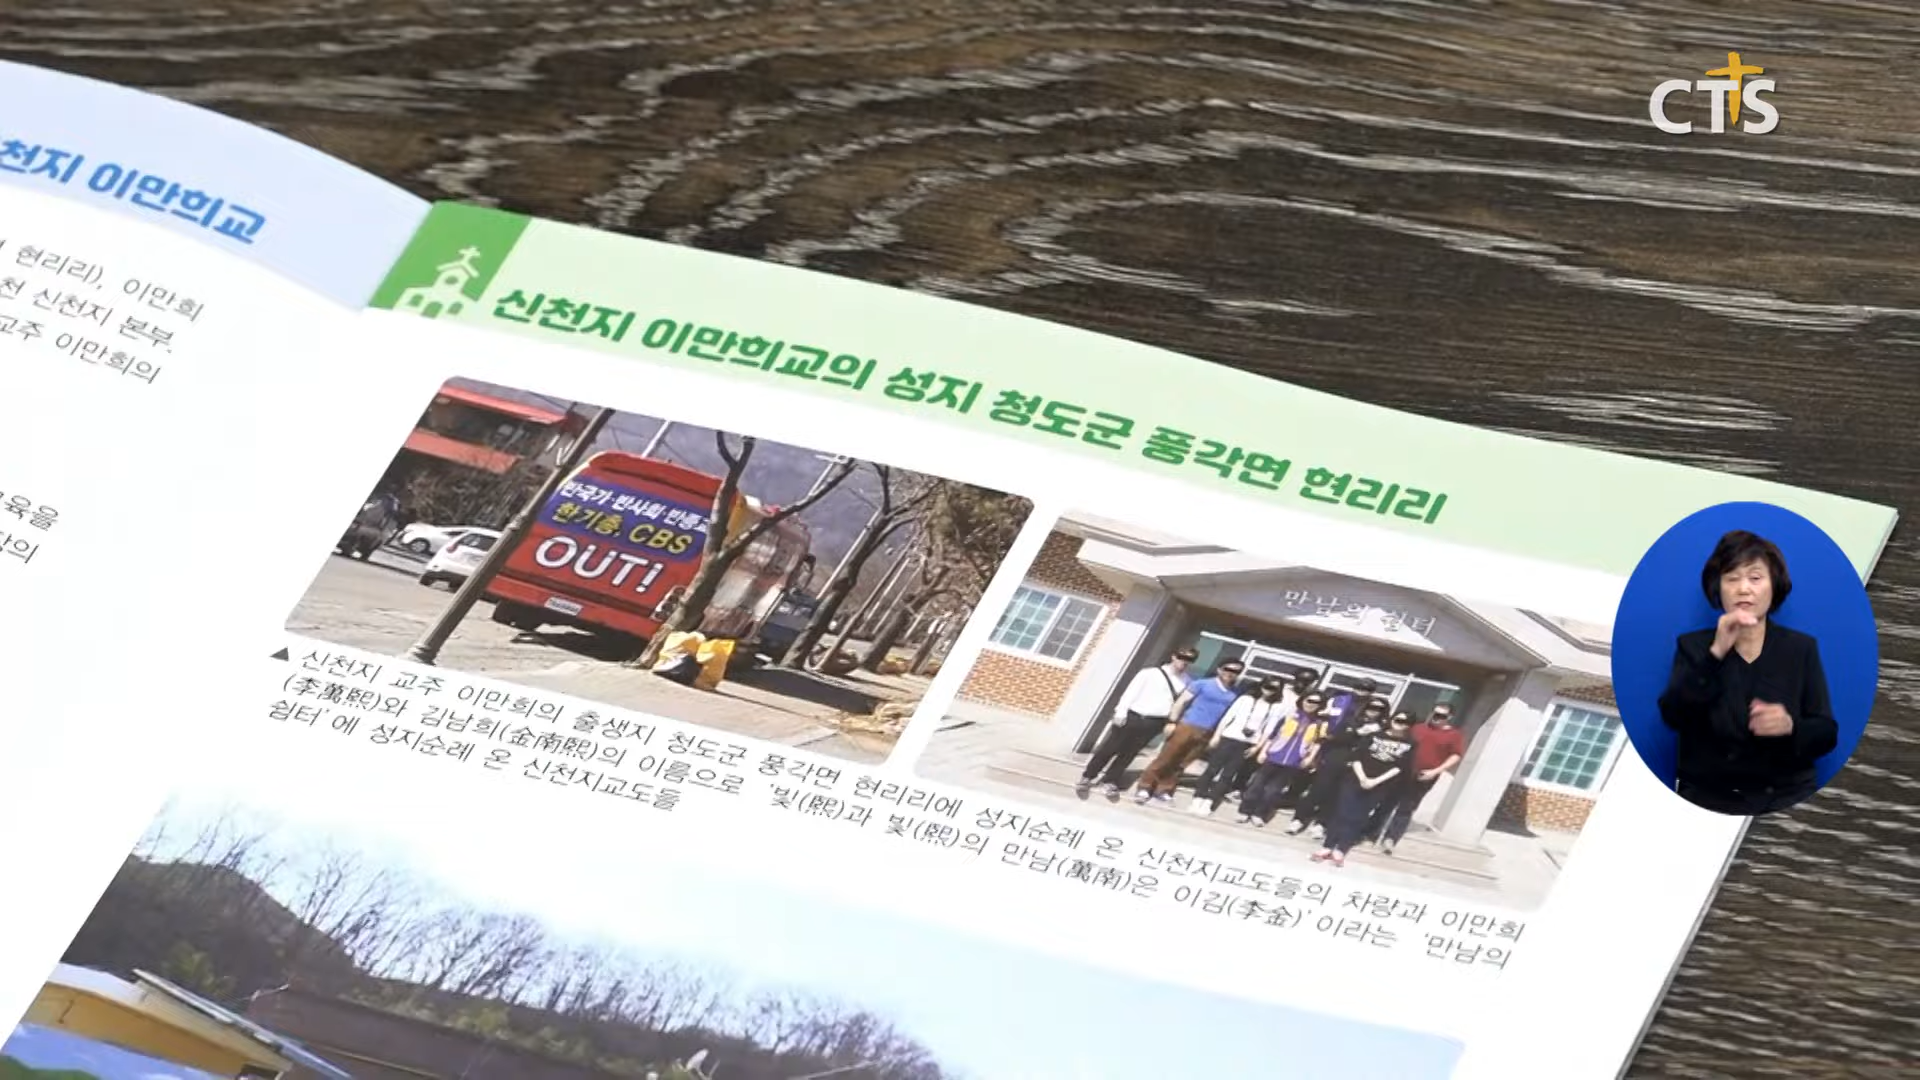 CTS
천지 이만희교
현리리), 이만희
천 신천지 본부.
교주 이만희의
육을
신천지 이만희교의 성지 청도군 풍각면 현리리
반국가·반사회·반종교
한기총, CBS
OUT!
만남의 쉼터
▲ 신천지 교주 이만희의 출생지 청도군 풍각면 현리리에 성지순례 온 신천지교도들의 차량과 이만희
(李萬熙)와 김남희(金南熙)의 이름으로 '빛(熙)과 빛(熙)의 만남(萬南)은 이김(李金)'이라는 '만남의
쉼터'에 성지순례 온 신천지교도들